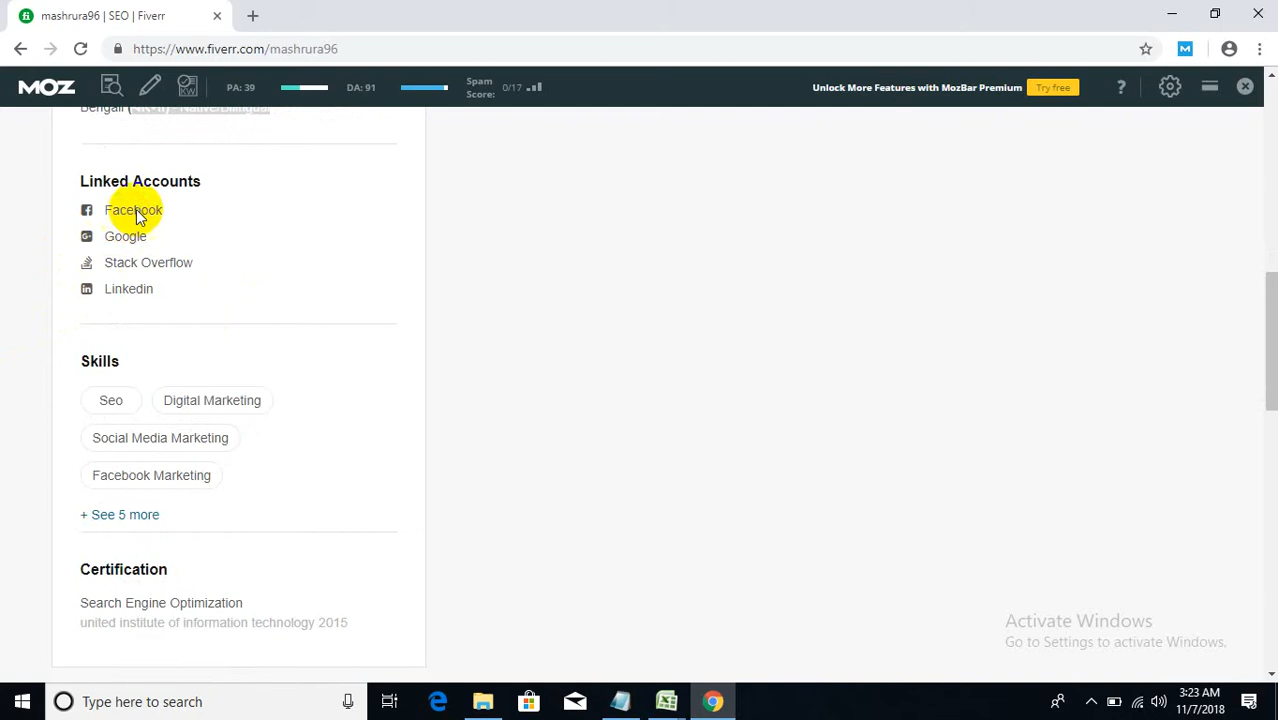 mashrura96 | SEO | Fiverr
https://www.fiverr.com/mashrura96
MOZ
KW
PA: 39
DA: 91
Spam Score: 0/17
Unlock More Features with MozBar Premium
Try free
?
M
Bengali
Linked Accounts
Facebook
Google
Stack Overflow
Linkedin
Skills
Seo
Digital Marketing
Social Media Marketing
Facebook Marketing
+ See 5 more
Certification
Search Engine Optimization
united institute of information technology 2015
Activate Windows
Go to Settings to activate Windows.
Type here to search
3:23 AM
11/7/2018